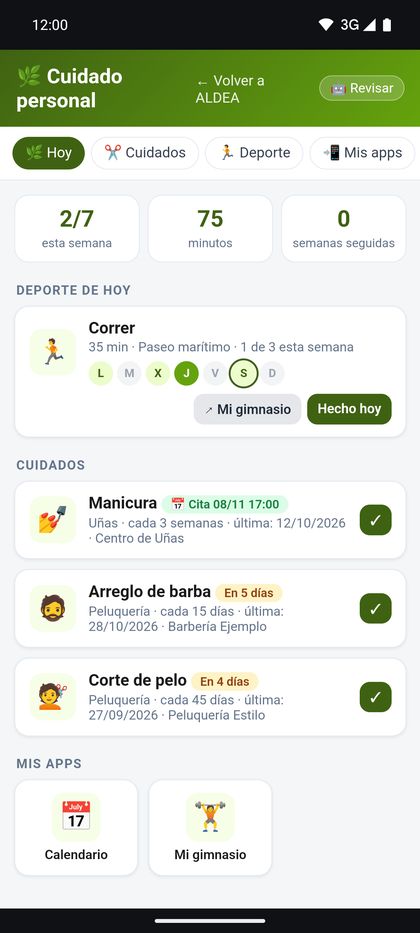 12:00
3G
🌿 Cuidado
personal
← Volver a
ALDEA
🤖 Revisar
🌿 Hoy
✂️ Cuidados
🏃 Deporte
📲 Mis apps
2/7
esta semana
75
minutos
0
semanas seguidas
DEPORTE DE HOY
Correr
35 min · Paseo marítimo · 1 de 3 esta semana
L M X J V S D
↗ Mi gimnasio
Hecho hoy
CUIDADOS
Manicura 📅 Cita 08/11 17:00
Uñas · cada 3 semanas · última: 12/10/2026
· Centro de Uñas
✓
Arreglo de barba En 5 días
Peluquería · cada 15 días · última:
28/10/2026 · Barbería Ejemplo
✓
Corte de pelo En 4 días
Peluquería · cada 45 días · última:
27/09/2026 · Peluquería Estilo
✓
MIS APPS
July
17
Calendario
Mi gimnasio